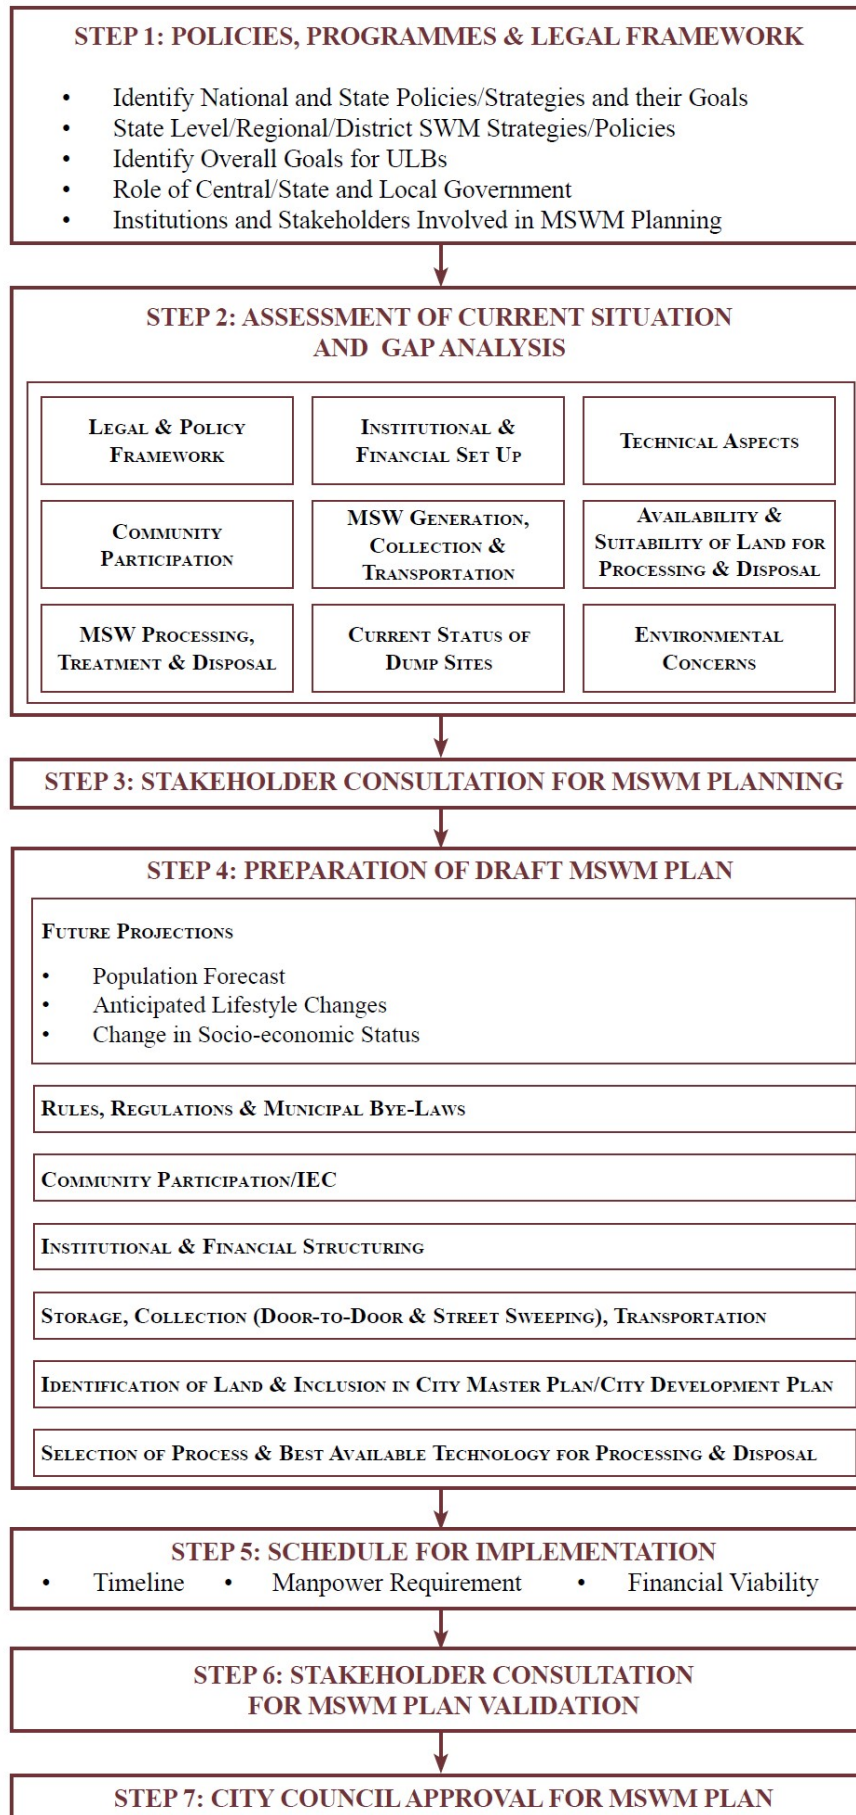 STEP 1: POLICIES, PROGRAMMES & LEGAL FRAMEWORK
• Identify National and State Policies/Strategies and their Goals
• State Level/Regional/District SWM Strategies/Policies
• Identify Overall Goals for ULBs
• Role of Central/State and Local Government
• Institutions and Stakeholders Involved in MSWM Planning
STEP 2: ASSESSMENT OF CURRENT SITUATION
AND GAP ANALYSIS
LEGAL & POLICY
FRAMEWORK
INSTITUTIONAL &
FINANCIAL SET UP
TECHNICAL ASPECTS
COMMUNITY
PARTICIPATION
MSW GENERATION,
COLLECTION &
TRANSPORTATION
AVAILABILITY &
SUITABILITY OF LAND FOR
PROCESSING & DISPOSAL
MSW PROCESSING,
TREATMENT & DISPOSAL
CURRENT STATUS OF
DUMP SITES
ENVIRONMENTAL
CONCERNS
STEP 3: STAKEHOLDER CONSULTATION FOR MSWM PLANNING
STEP 4: PREPARATION OF DRAFT MSWM PLAN
FUTURE PROJECTIONS
• Population Forecast
• Anticipated Lifestyle Changes
• Change in Socio-economic Status
RULES, REGULATIONS & MUNICIPAL BYE-LAWS
COMMUNITY PARTICIPATION/IEC
INSTITUTIONAL & FINANCIAL STRUCTURING
STORAGE, COLLECTION (DOOR-TO-DOOR & STREET SWEEPING), TRANSPORTATION
IDENTIFICATION OF LAND & INCLUSION IN CITY MASTER PLAN/CITY DEVELOPMENT PLAN
SELECTION OF PROCESS & BEST AVAILABLE TECHNOLOGY FOR PROCESSING & DISPOSAL
STEP 5: SCHEDULE FOR IMPLEMENTATION
• Timeline • Manpower Requirement • Financial Viability
STEP 6: STAKEHOLDER CONSULTATION
FOR MSWM PLAN VALIDATION
STEP 7: CITY COUNCIL APPROVAL FOR MSWM PLAN